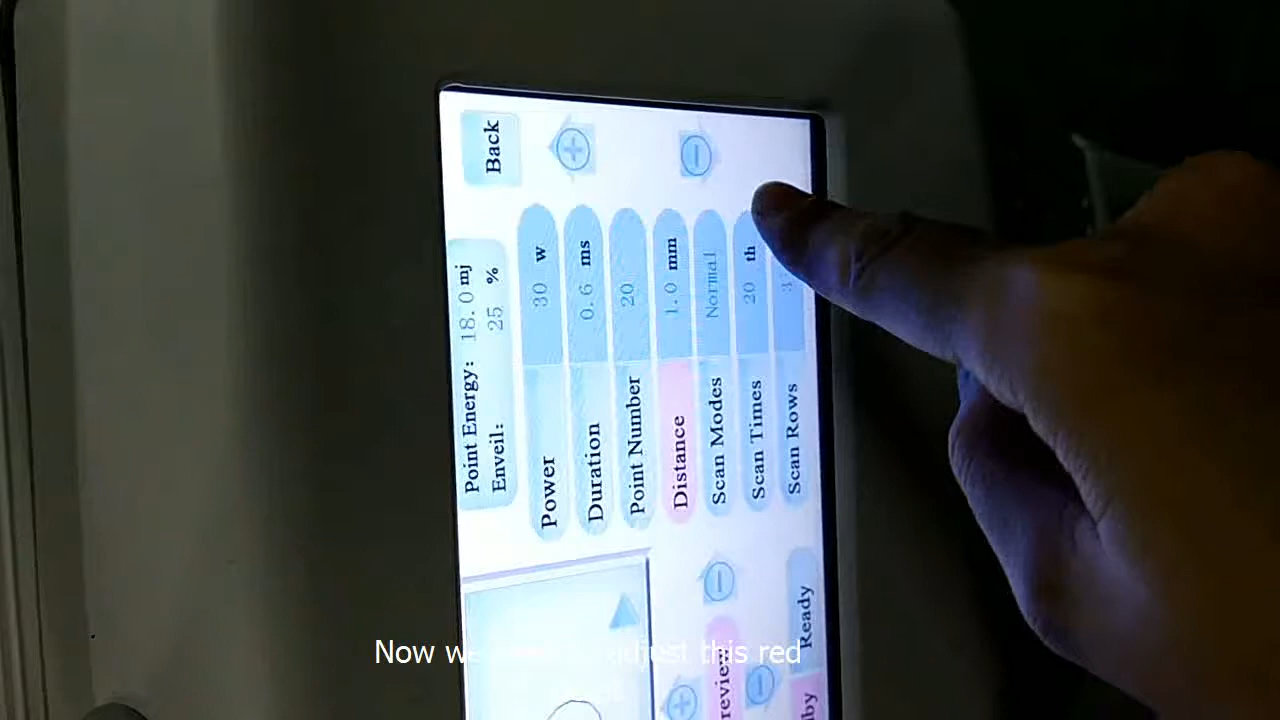 Back
Point Energy: 18.0 mj
Enveil: 25 %
Power 30 w
Duration 0.6 ms
Point Number 20
Distance 1.0 mm
Scan Modes Normal
Scan Times 20 th
Scan Rows
Ready
Now adjust this red